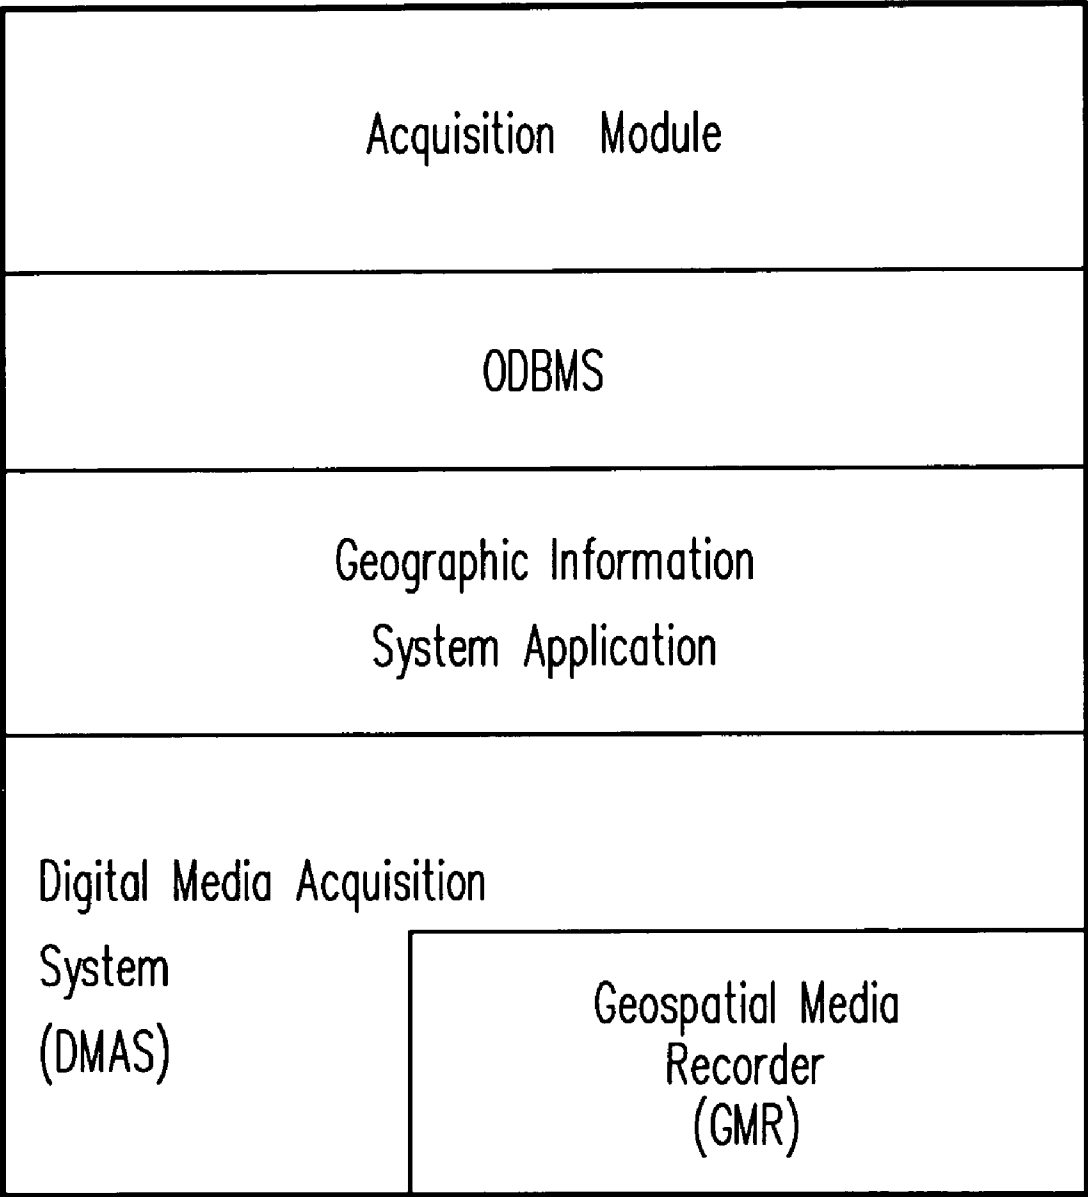 Acquisition Module
ODBMS
Geographic Information
System Application
Digital Media Acquisition
System
(DMAS)
Geospatial Media
Recorder
(GMR)